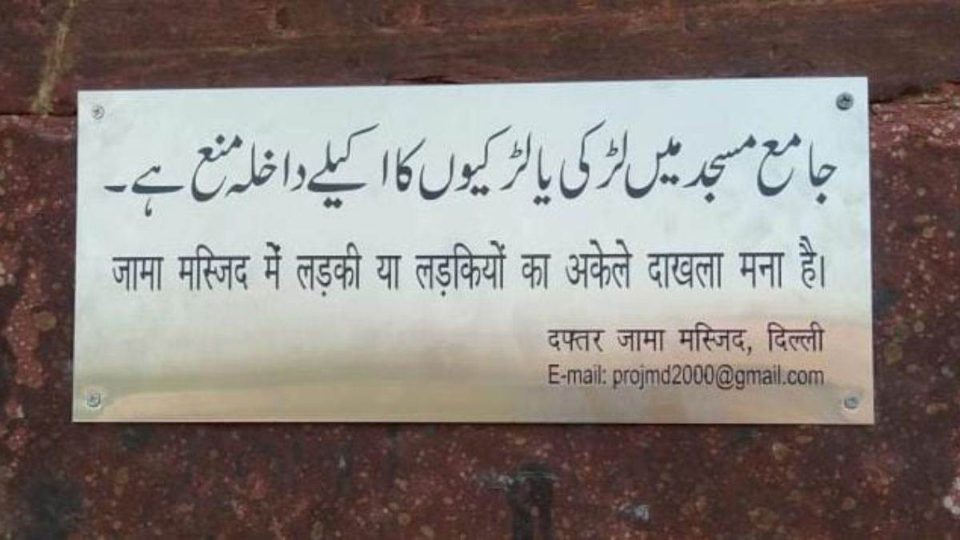 جامع مسجد میں لڑکی یا لڑکیوں کا اکیلے داخلہ منع ہے۔
जामा मस्जिद में लड़की या लड़कियों का अकेले दाखला मना है।
दफ्तर जामा मस्जिद, दिल्ली
E-mail: projmd2000@gmail.com